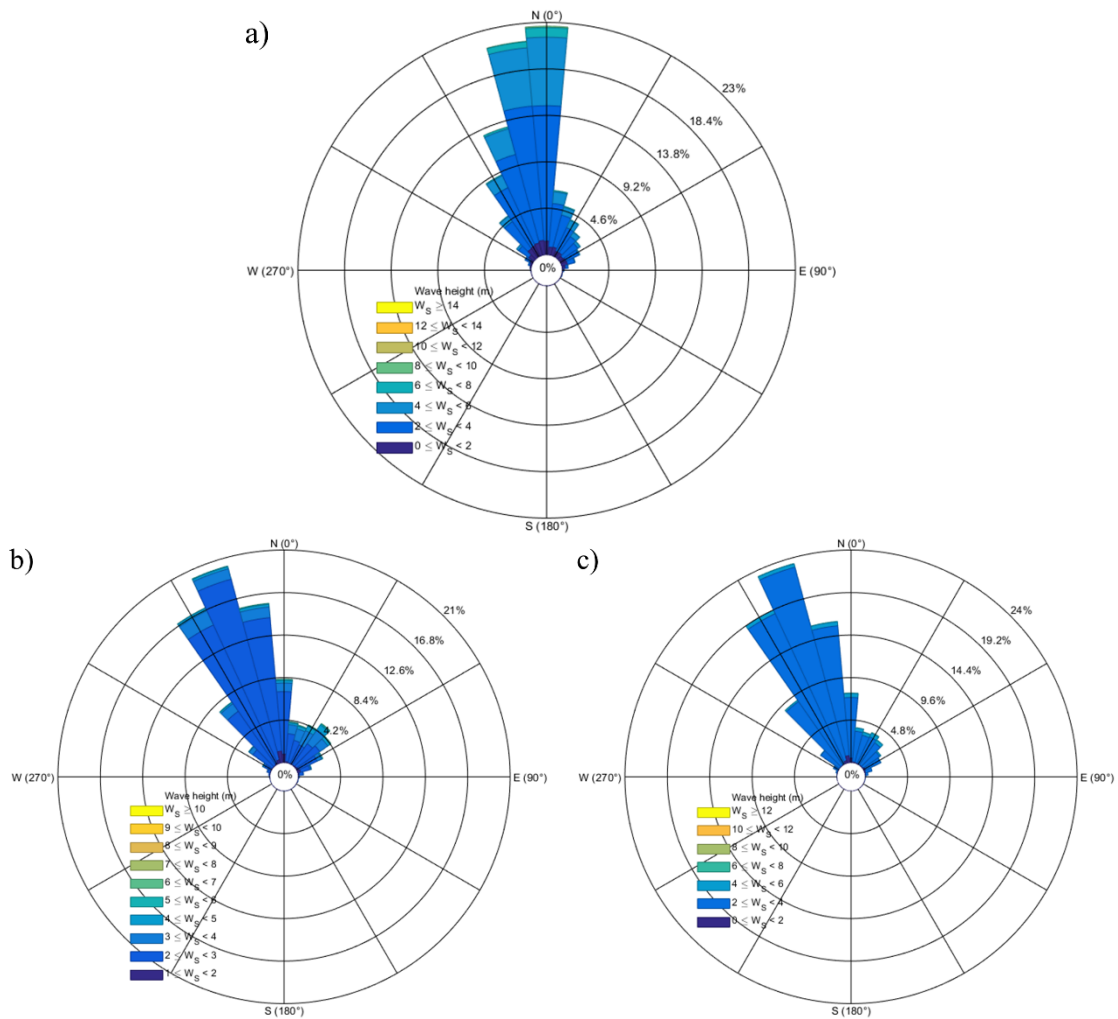 a)
N (0°)
23%
18.4%
13.8%
9.2%
4.6%
W (270°)
0%
E (90°)
Wave height (m)
W_S ≥ 14
12 ≤ W_S < 14
10 ≤ W_S < 12
8 ≤ W_S < 10
6 ≤ W_S < 8
4 ≤ W_S < 6
2 ≤ W_S < 4
0 ≤ W_S < 2
S (180°)
b)
N (0°)
21%
16.8%
12.6%
8.4%
4.2%
W (270°)
0%
E (90°)
Wave height (m)
W_S ≥ 10
9 ≤ W_S < 10
8 ≤ W_S < 9
7 ≤ W_S < 8
6 ≤ W_S < 7
5 ≤ W_S < 6
4 ≤ W_S < 5
3 ≤ W_S < 4
2 ≤ W_S < 3
1 ≤ W_S < 2
S (180°)
c)
N (0°)
24%
19.2%
14.4%
9.6%
4.8%
W (270°)
0%
E (90°)
Wave height (m)
W_S ≥ 12
10 ≤ W_S < 12
8 ≤ W_S < 10
6 ≤ W_S < 8
4 ≤ W_S < 6
2 ≤ W_S < 4
0 ≤ W_S < 2
S (180°)